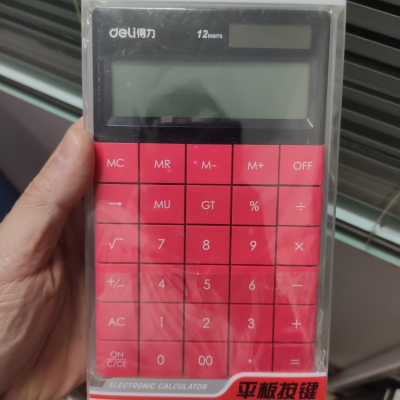 deli得力 12DIGITS
MC MR M− M+ OFF
→ MU GT % ÷
√ 7 8 9 ×
+/− 4 5 6 −
AC 1 2 3 +
ON
C/CE 0 00 · =
ELECTRONIC CALCULATOR 平板按键